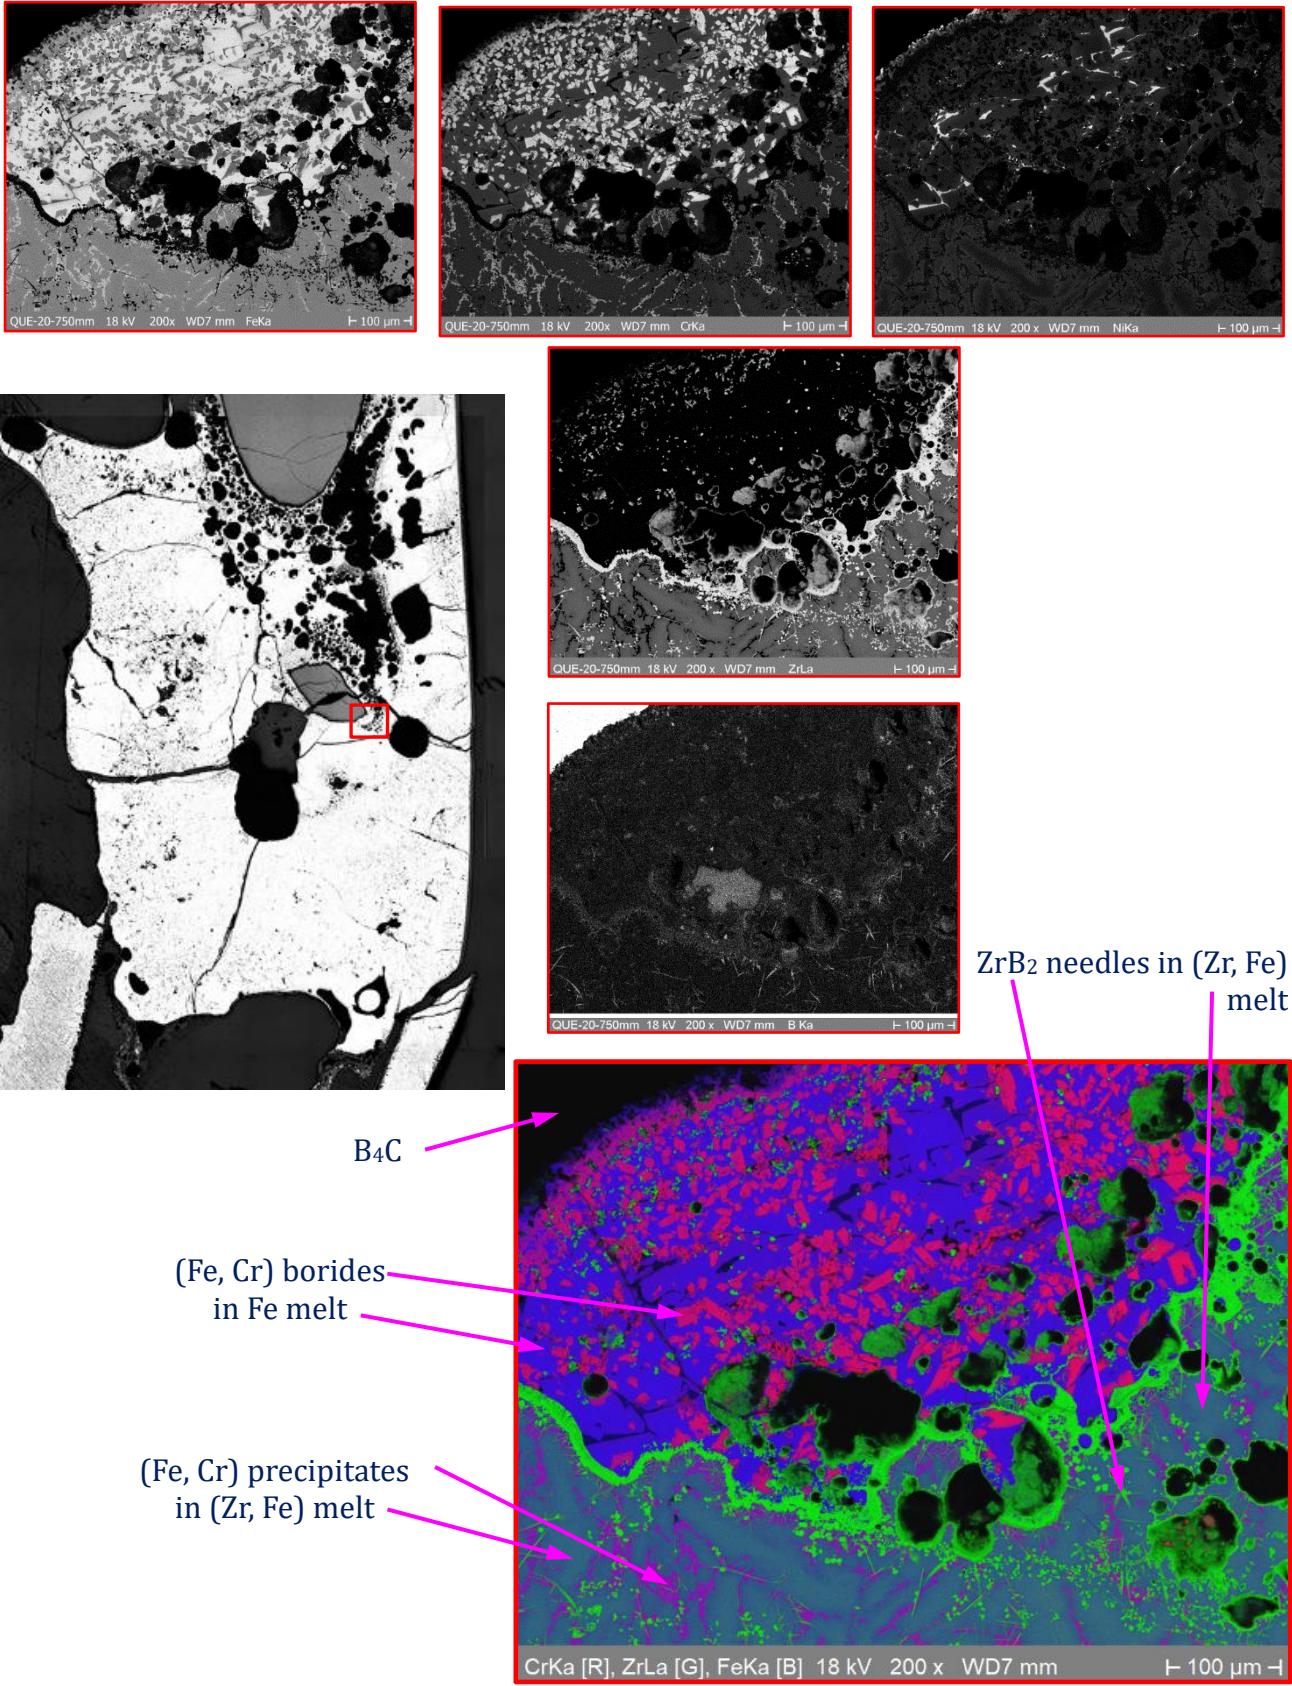 QUE-20-750mm 18 kV 200x WD7 mm FeKa ⊢ 100 µm ⊣
QUE-20-750mm 18 kV 200x WD7 mm CrKa ⊢ 100 µm ⊣
QUE-20-750mm 18 kV 200 x WD7 mm NiKa ⊢ 100 µm ⊣
QUE-20-750mm 18 kV 200 x WD7 mm ZrLa ⊢ 100 µm ⊣
QUE-20-750mm 18 kV 200 x WD7 mm B Ka ⊢ 100 µm ⊣
ZrB₂ needles in (Zr, Fe)
melt
B₄C
(Fe, Cr) borides
in Fe melt
(Fe, Cr) precipitates
in (Zr, Fe) melt
CrKa [R], ZrLa [G], FeKa [B] 18 kV 200 x WD7 mm ⊢ 100 µm ⊣